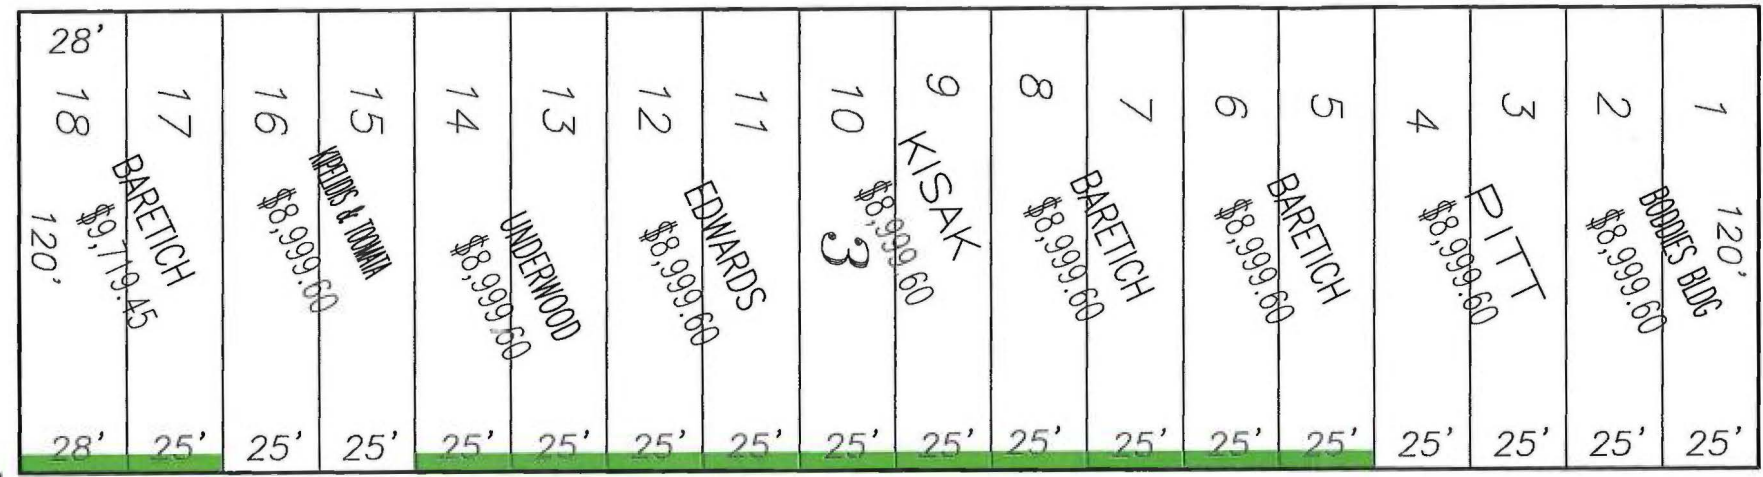 28'
18 17 16 15 14 13 12 11 10 9 8 7 6 5 4 3 2 1
120' 120'
BARETICH
$9,719.45
KIPELIDIS & TOOMATA
$8,999.60
UNDERWOOD
$8,999.60
EDWARDS
$8,999.60
KISAK
$8,999.60
3
BARETICH
$8,999.60
BARETICH
$8,999.60
PITT
$8,999.60
BODDIES BLDG
$8,999.60
28' 25' 25' 25' 25' 25' 25' 25' 25' 25' 25' 25' 25' 25' 25' 25' 25' 25'